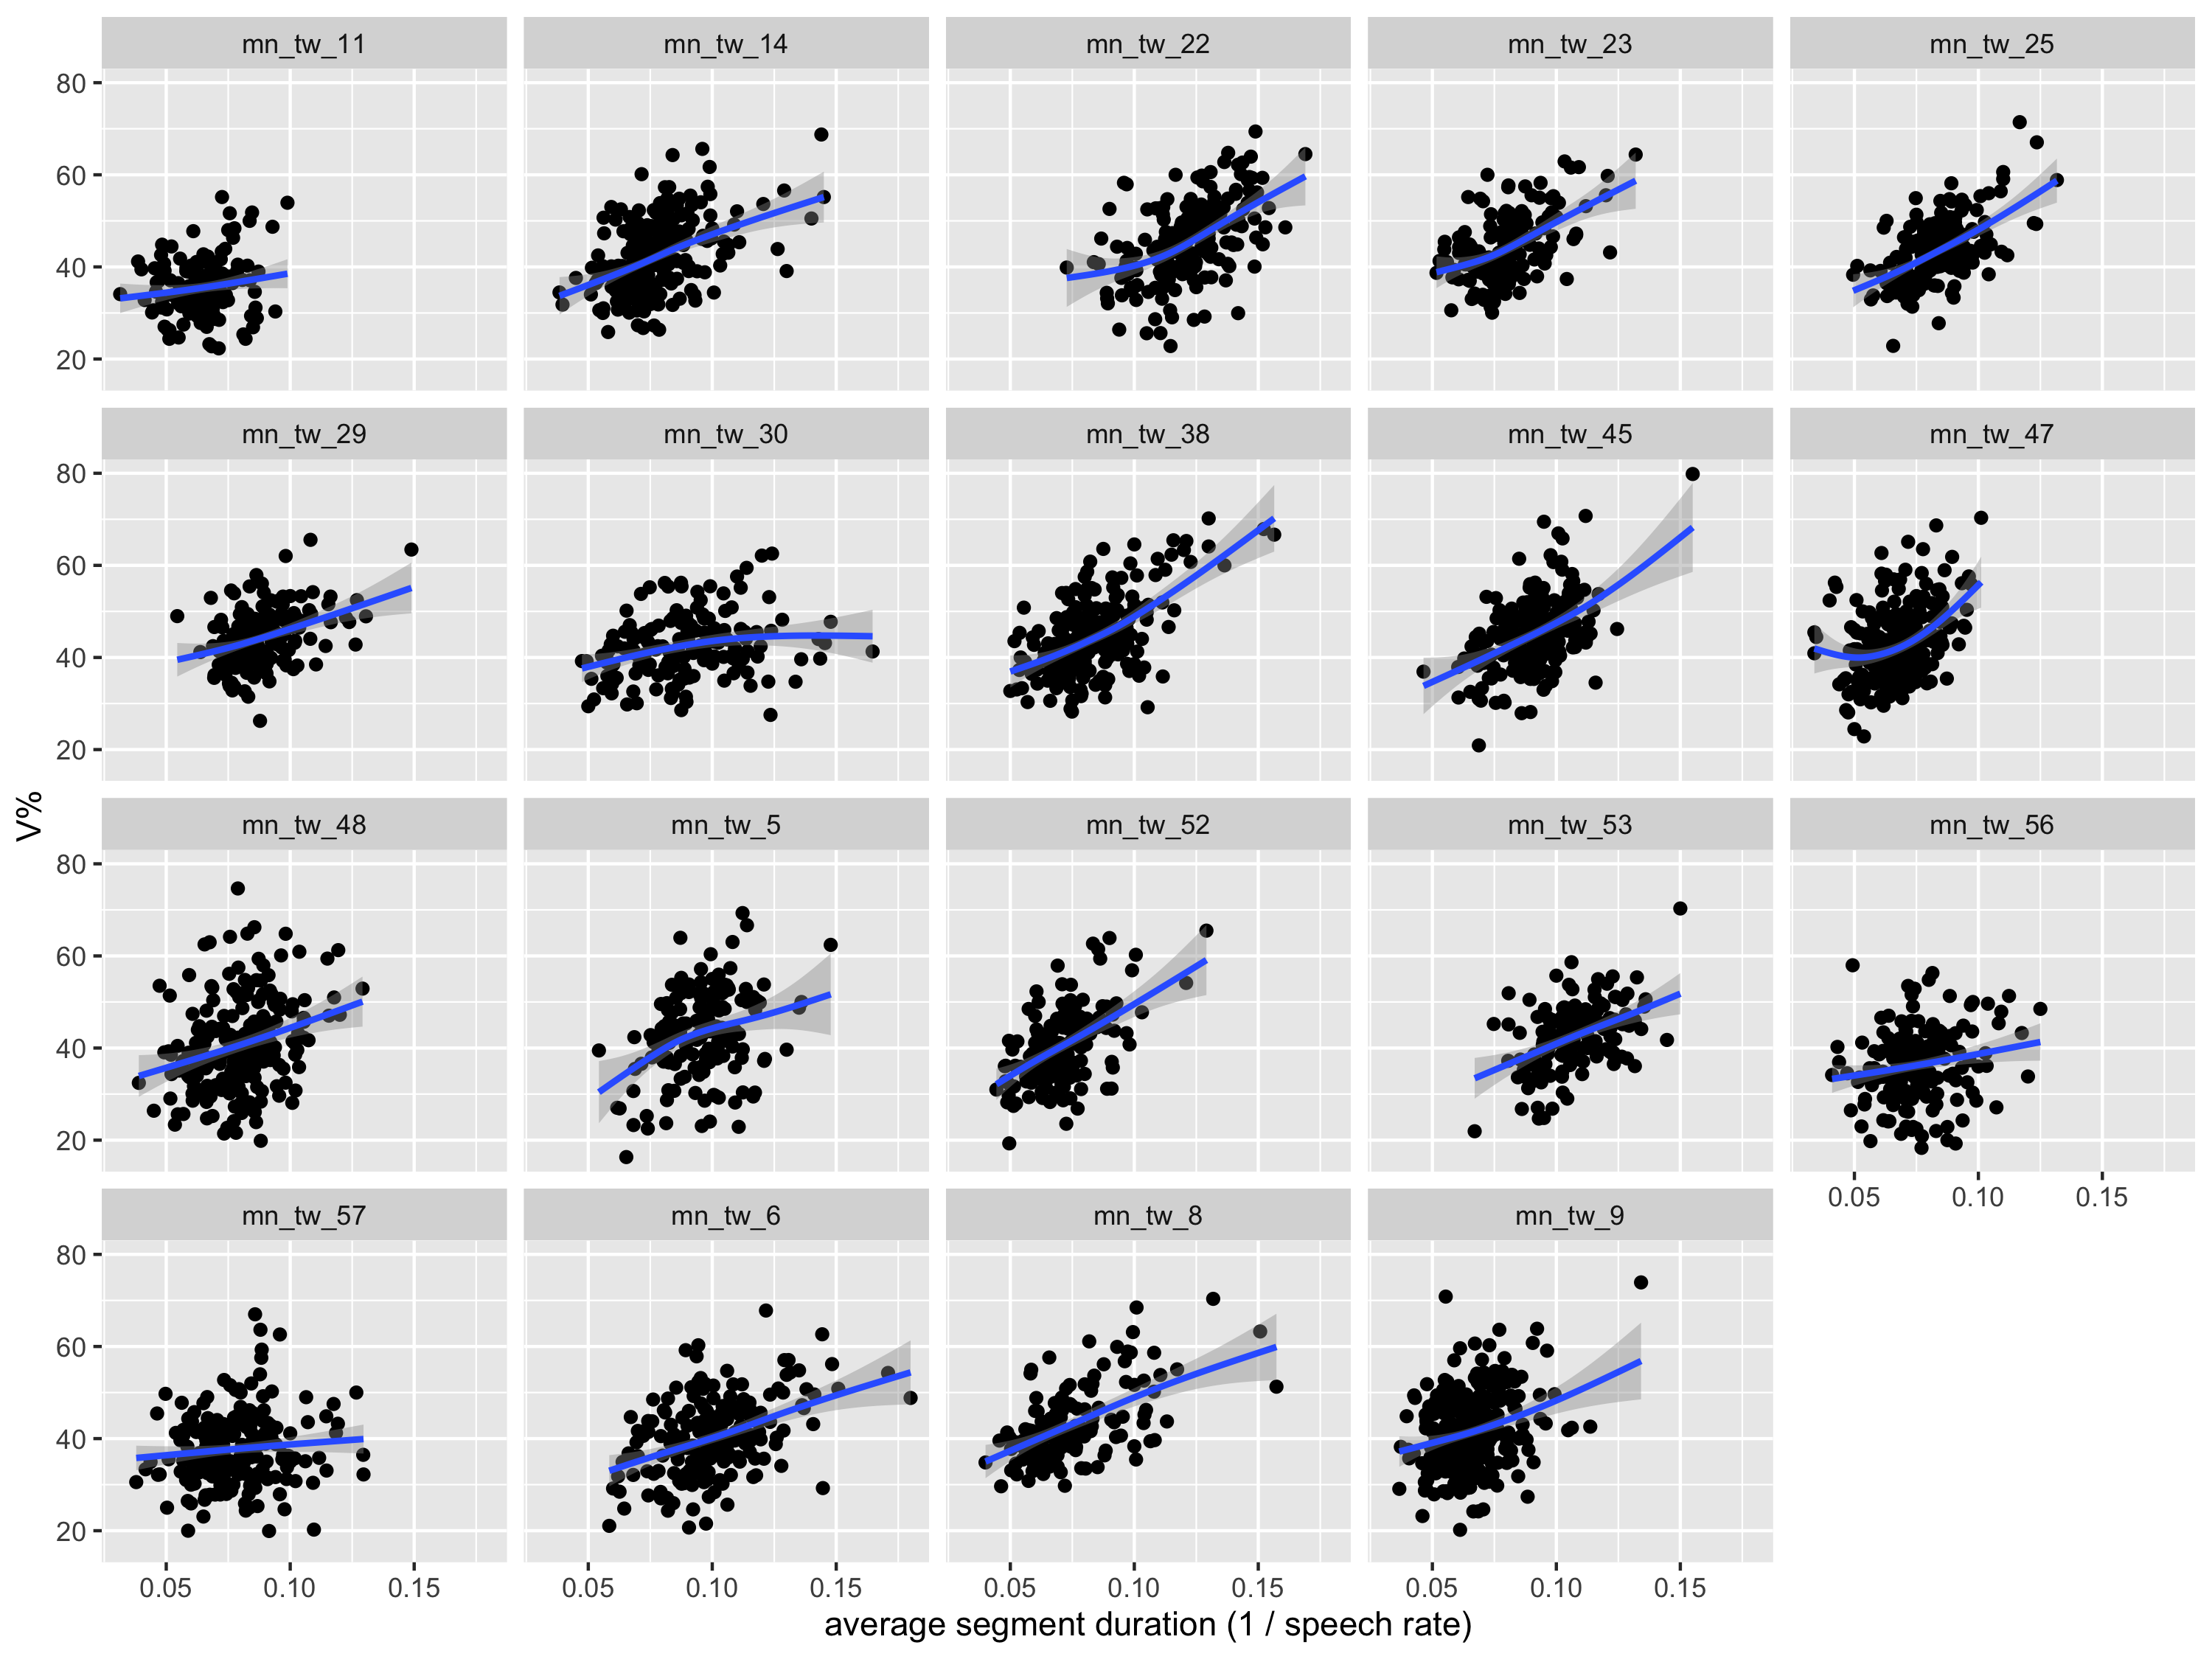 mn_tw_11 mn_tw_14 mn_tw_22 mn_tw_23 mn_tw_25
80
60
40
20
mn_tw_29 mn_tw_30 mn_tw_38 mn_tw_45 mn_tw_47
80
60
40
20
V%
mn_tw_48 mn_tw_5 mn_tw_52 mn_tw_53 mn_tw_56
80
60
40
20
0.05 0.10 0.15
mn_tw_57 mn_tw_6 mn_tw_8 mn_tw_9
80
60
40
20
0.05 0.10 0.15 0.05 0.10 0.15 0.05 0.10 0.15 0.05 0.10 0.15
average segment duration (1 / speech rate)